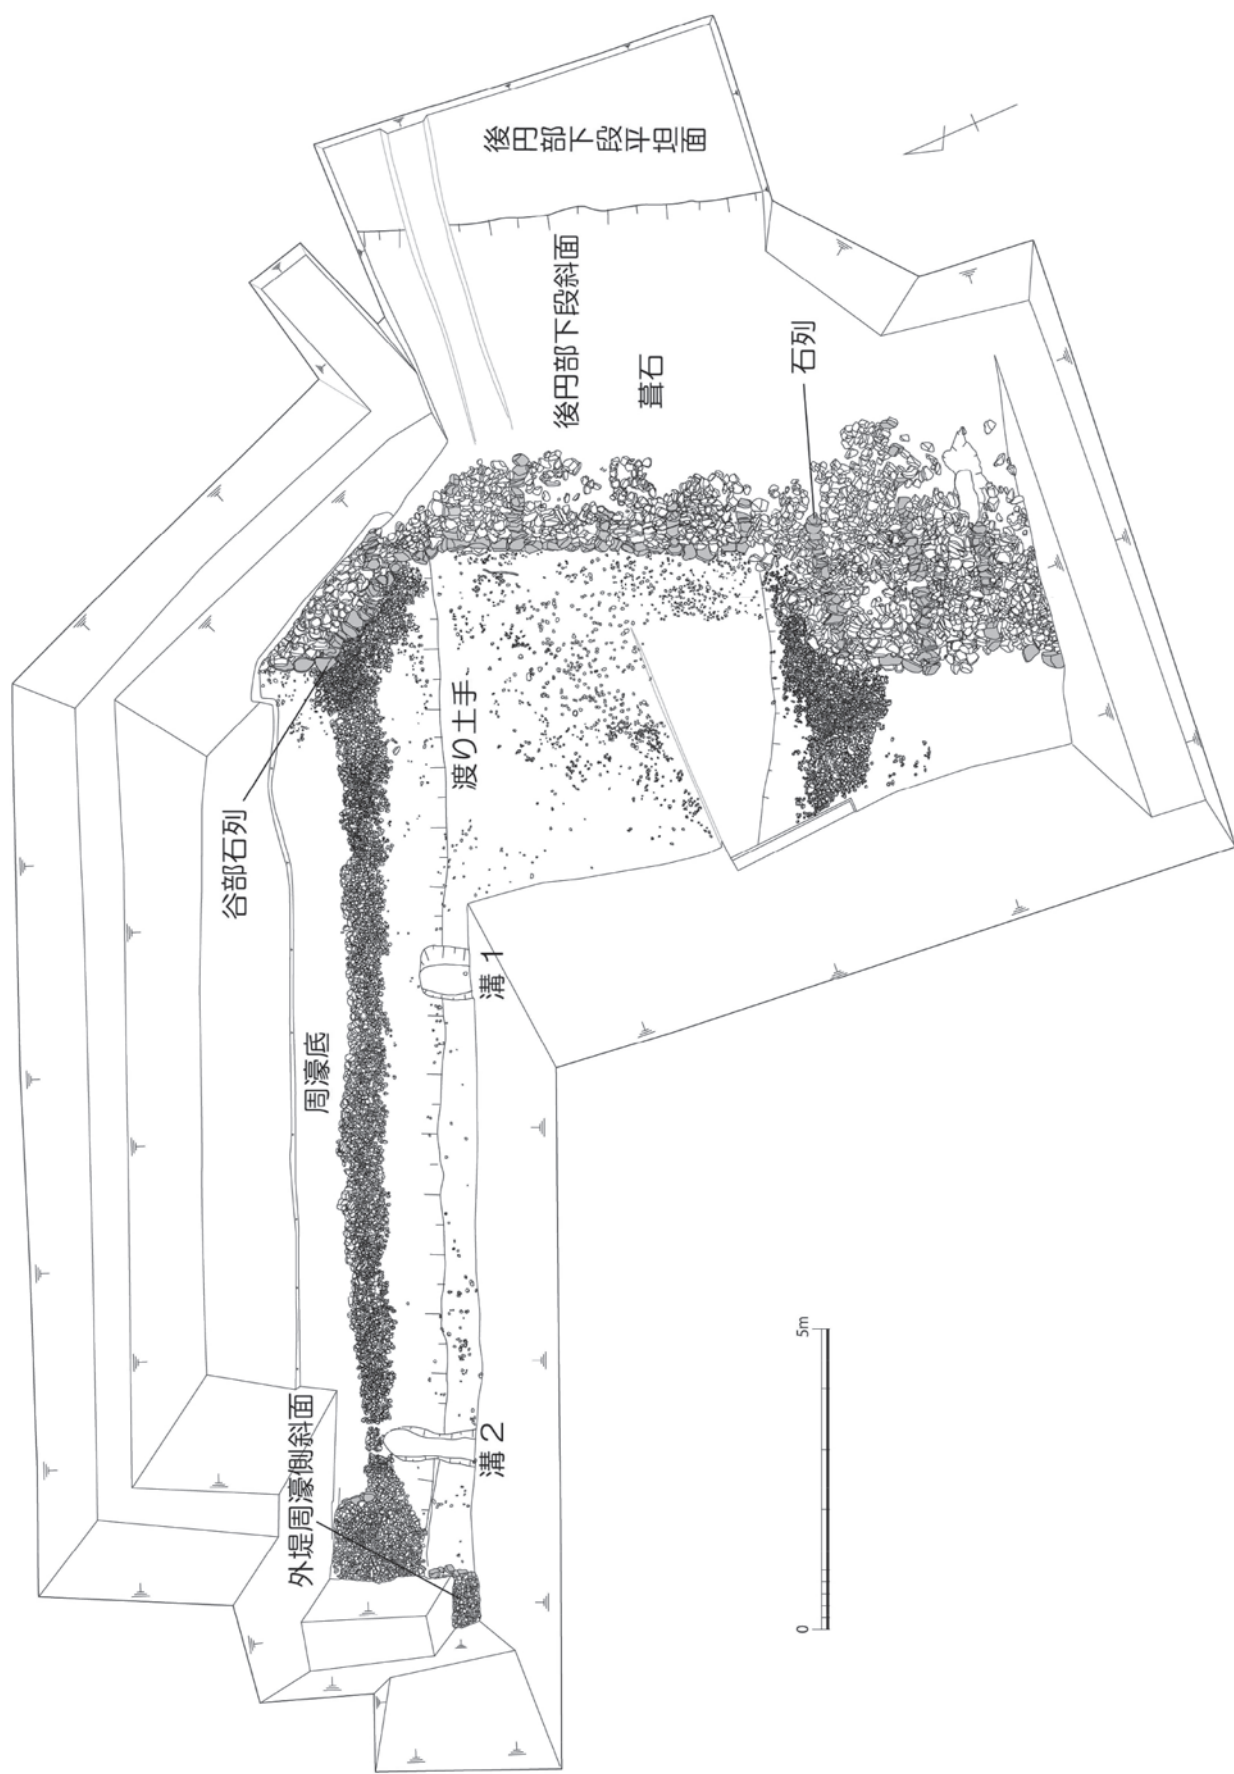 後円部下段平坦面
後円部下段斜面
葺石
石列
渡り土手
谷部石列
溝1
周濠底
溝2
外堤周濠側斜面
0
5m